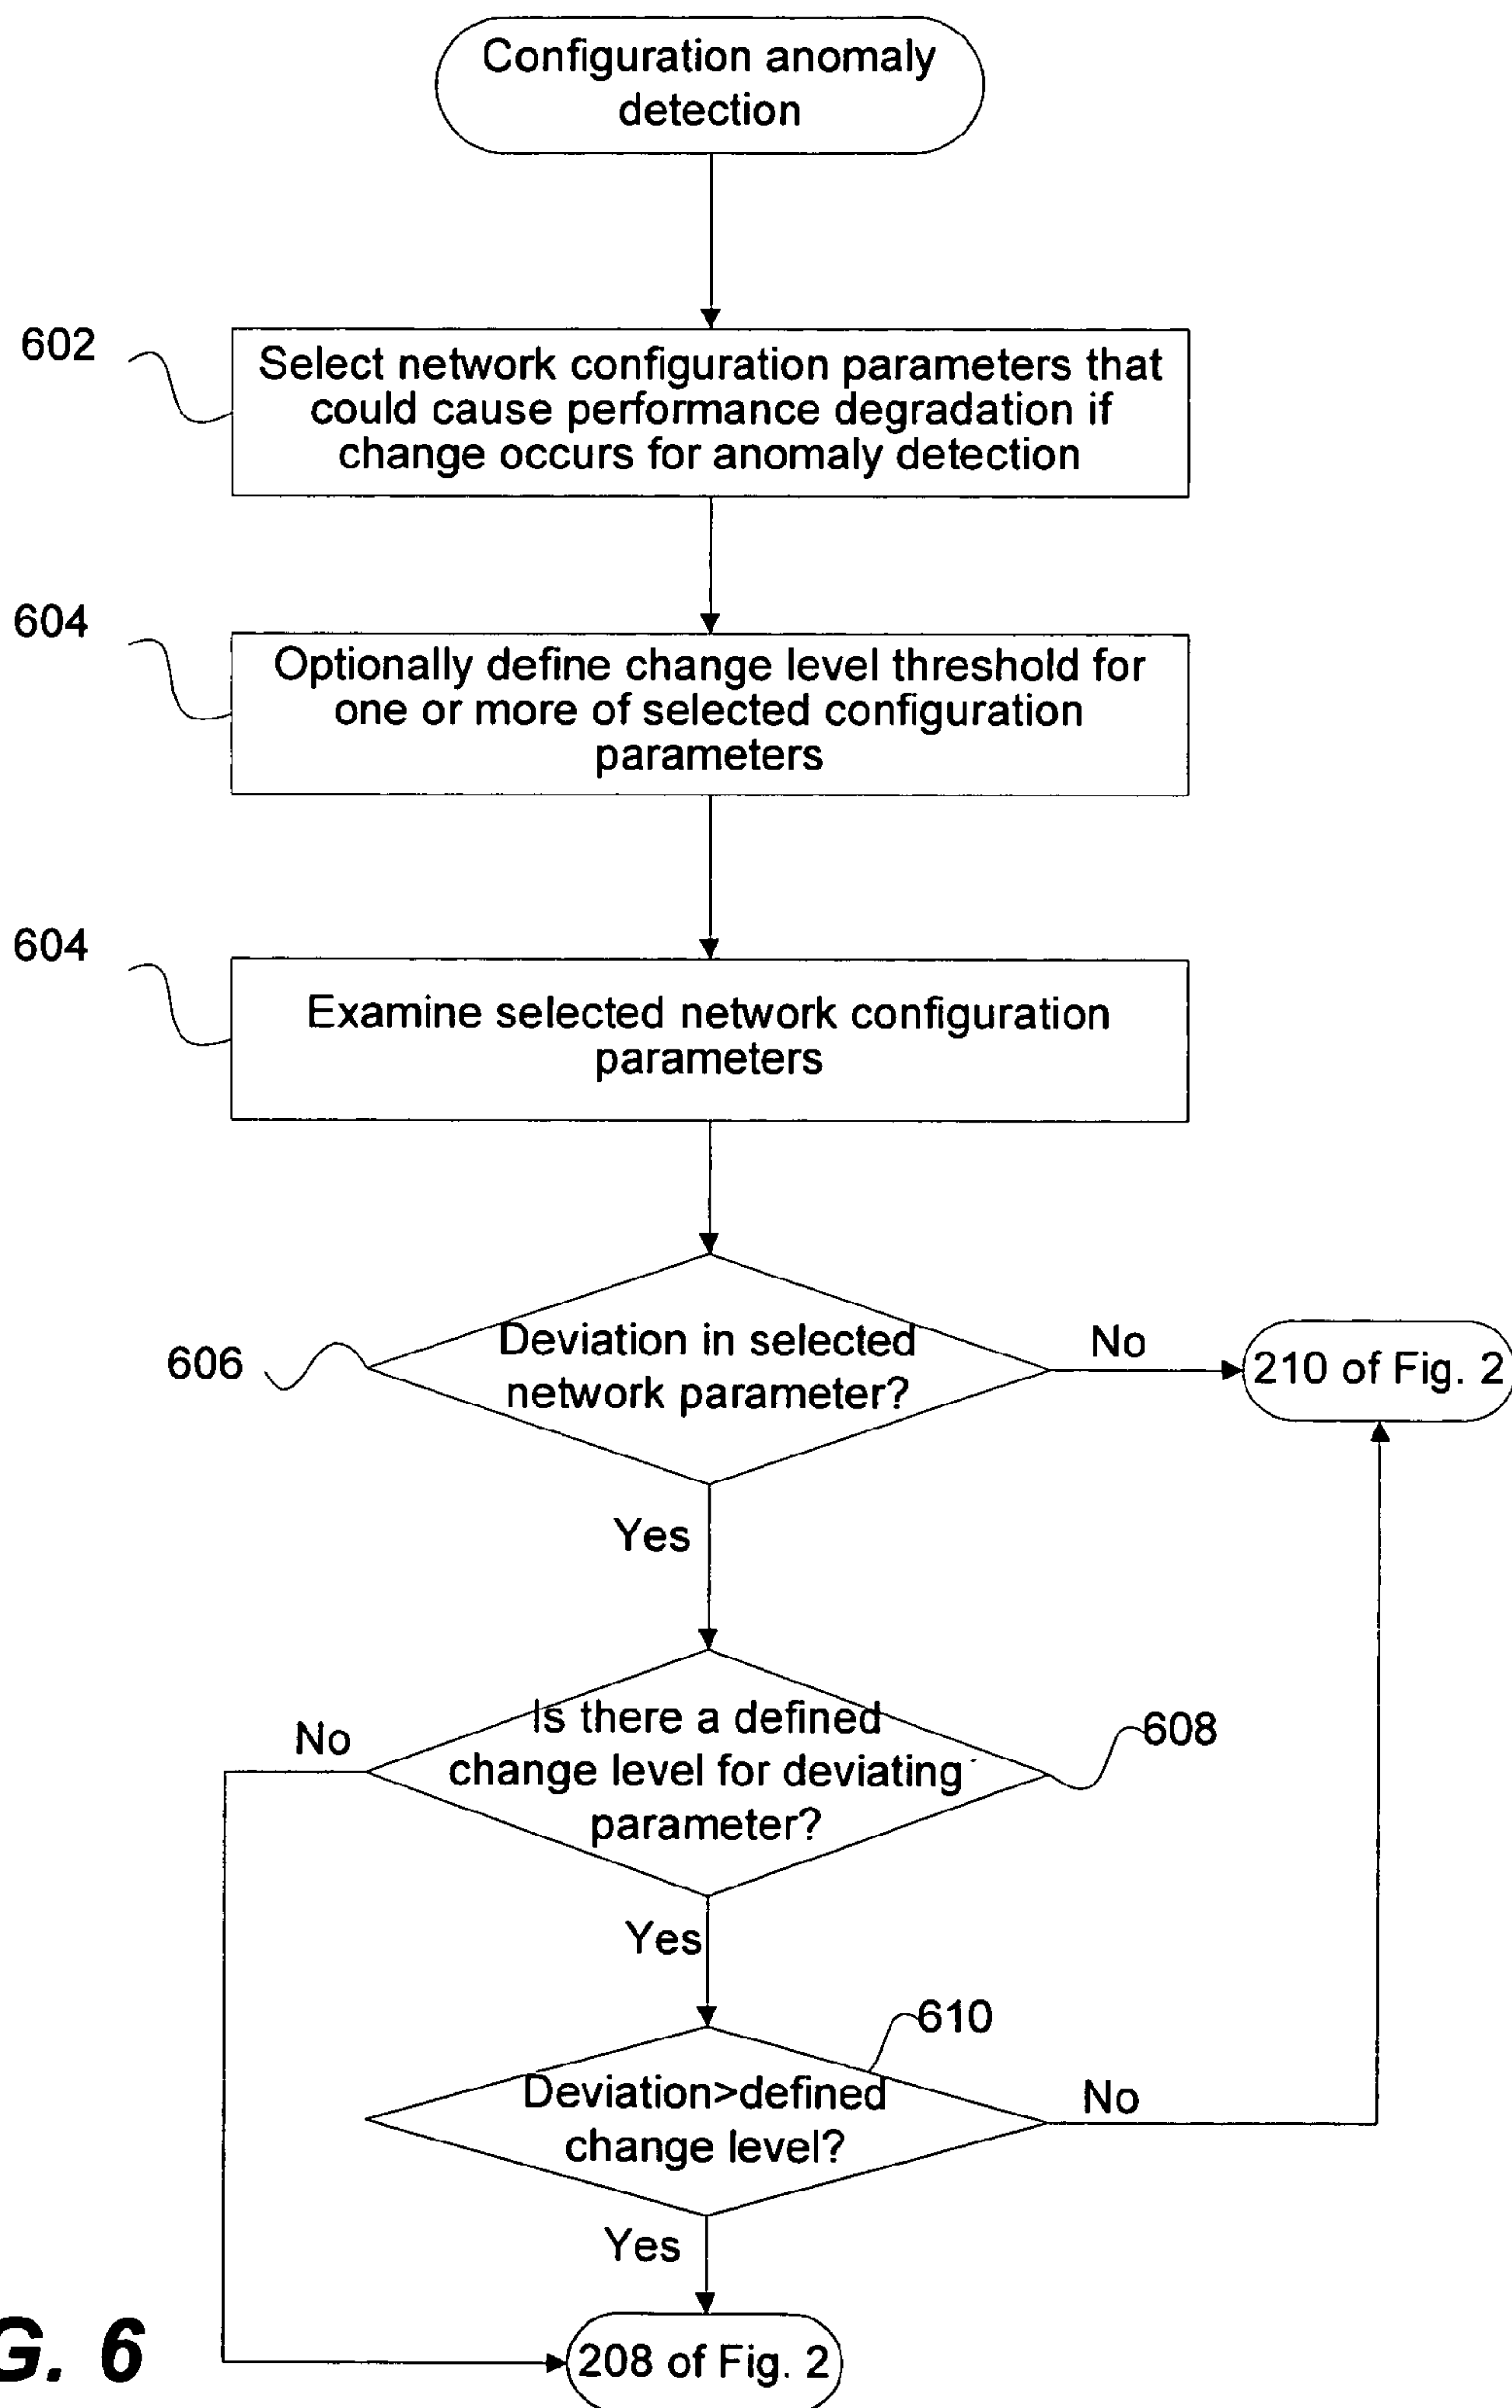 Configuration anomaly
detection
602
Select network configuration parameters that
could cause performance degradation if
change occurs for anomaly detection
604
Optionally define change level threshold for
one or more of selected configuration
parameters
604
Examine selected network configuration
parameters
606
Deviation in selected
network parameter?
No
210 of Fig. 2
Yes
No
Is there a defined
change level for deviating
parameter?
608
Yes
610
Deviation>defined
change level?
No
Yes
208 of Fig. 2
G. 6